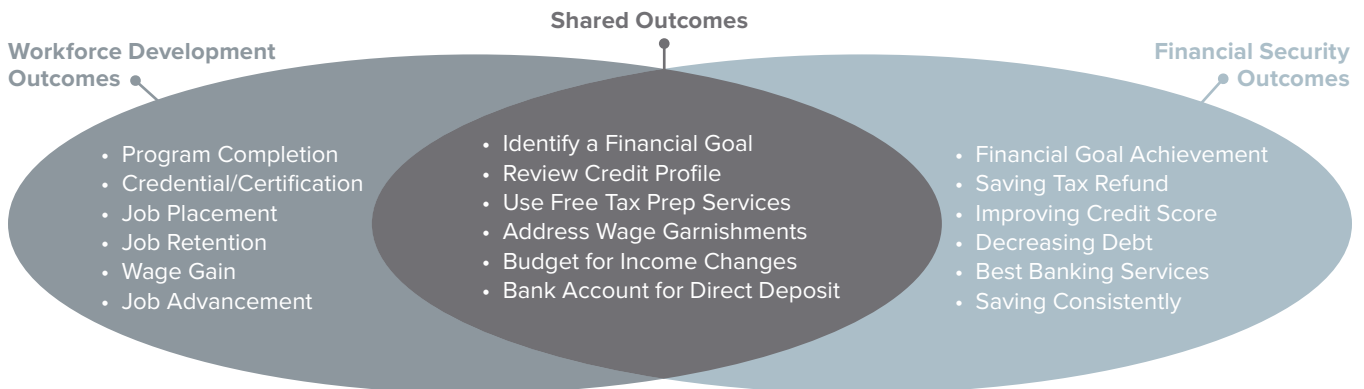 Shared Outcomes
Workforce Development
Outcomes
Financial Security
Outcomes
• Program Completion
• Credential/Certification
• Job Placement
• Job Retention
• Wage Gain
• Job Advancement
• Identify a Financial Goal
• Review Credit Profile
• Use Free Tax Prep Services
• Address Wage Garnishments
• Budget for Income Changes
• Bank Account for Direct Deposit
• Financial Goal Achievement
• Saving Tax Refund
• Improving Credit Score
• Decreasing Debt
• Best Banking Services
• Saving Consistently